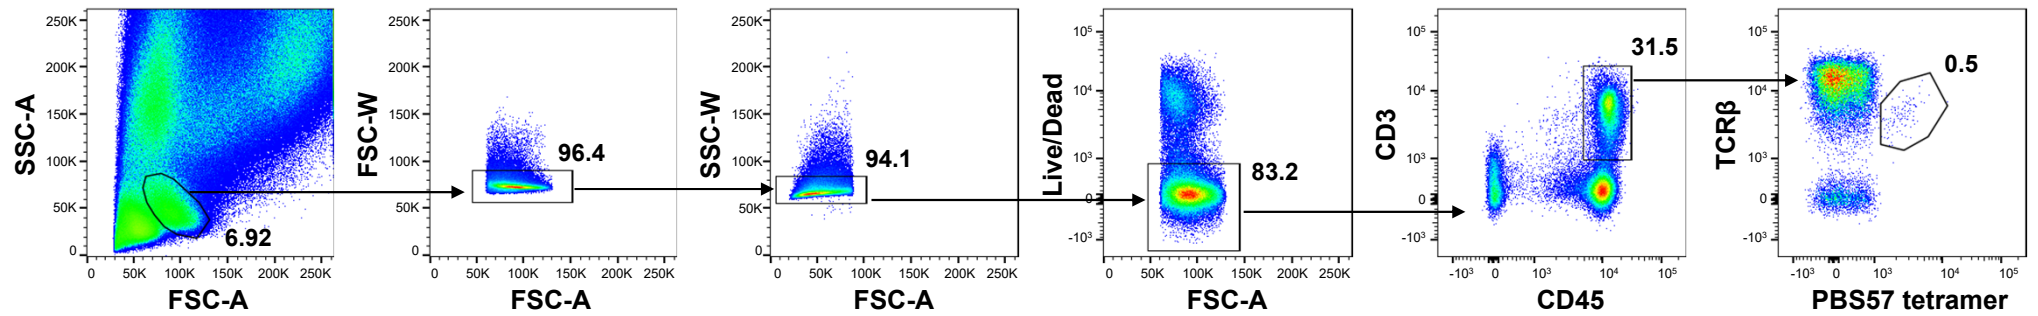 SSC-A
250K
200K
150K
100K
50K
0
6.92
0 50K 100K 150K 200K 250K
FSC-A
FSC-W
250K
200K
150K
100K
50K
0
96.4
0 50K 100K 150K 200K 250K
FSC-A
SSC-W
250K
200K
150K
100K
50K
0
94.1
0 50K 100K 150K 200K 250K
FSC-A
Live/Dead
10⁵
10⁴
10³
0
-10³
83.2
0 50K 100K 150K 200K 250K
FSC-A
CD3
10⁵
10⁴
10³
0
-10³
31.5
-10³ 0 10³ 10⁴ 10⁵
CD45
TCRβ
10⁵
10⁴
10³
0
-10³
0.5
-10³ 0 10³ 10⁴ 10⁵
PBS57 tetramer